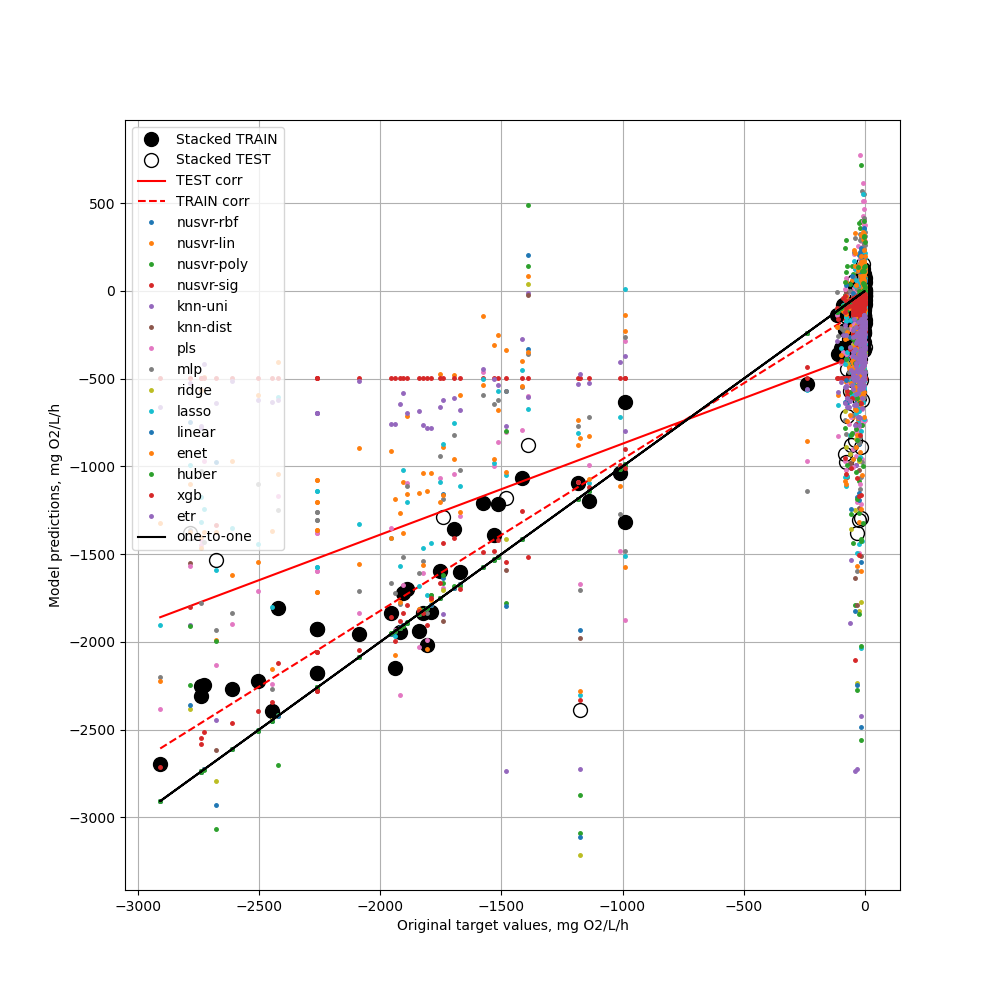 Stacked TRAIN
Stacked TEST
TEST corr
TRAIN corr
nusvr-rbf
nusvr-lin
nusvr-poly
nusvr-sig
knn-uni
knn-dist
pls
mlp
ridge
lasso
linear
enet
huber
xgb
etr
one-to-one
500
0
−500
−1000
−1500
−2000
−2500
−3000
Model predictions, mg O2/L/h
−3000 −2500 −2000 −1500 −1000 −500 0
Original target values, mg O2/L/h